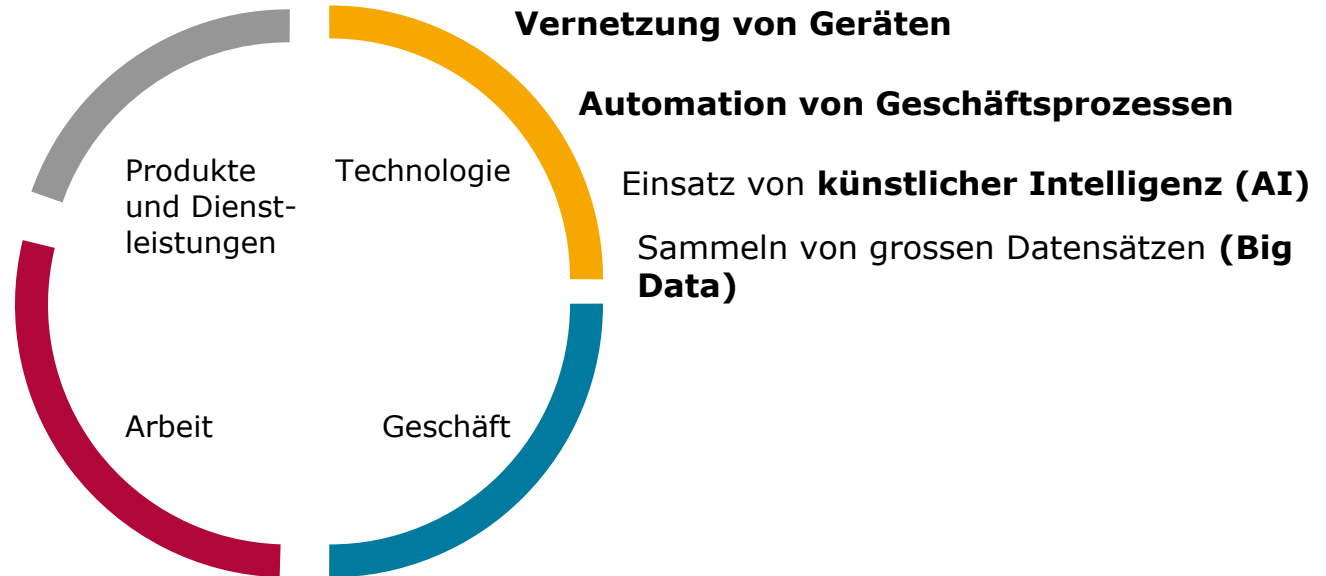 Vernetzung von Geräten
Automation von Geschäftsprozessen
Produkte
und Dienst-
leistungen
Technologie
Einsatz von künstlicher Intelligenz (AI)
Sammeln von grossen Datensätzen (Big
Data)
Arbeit
Geschäft